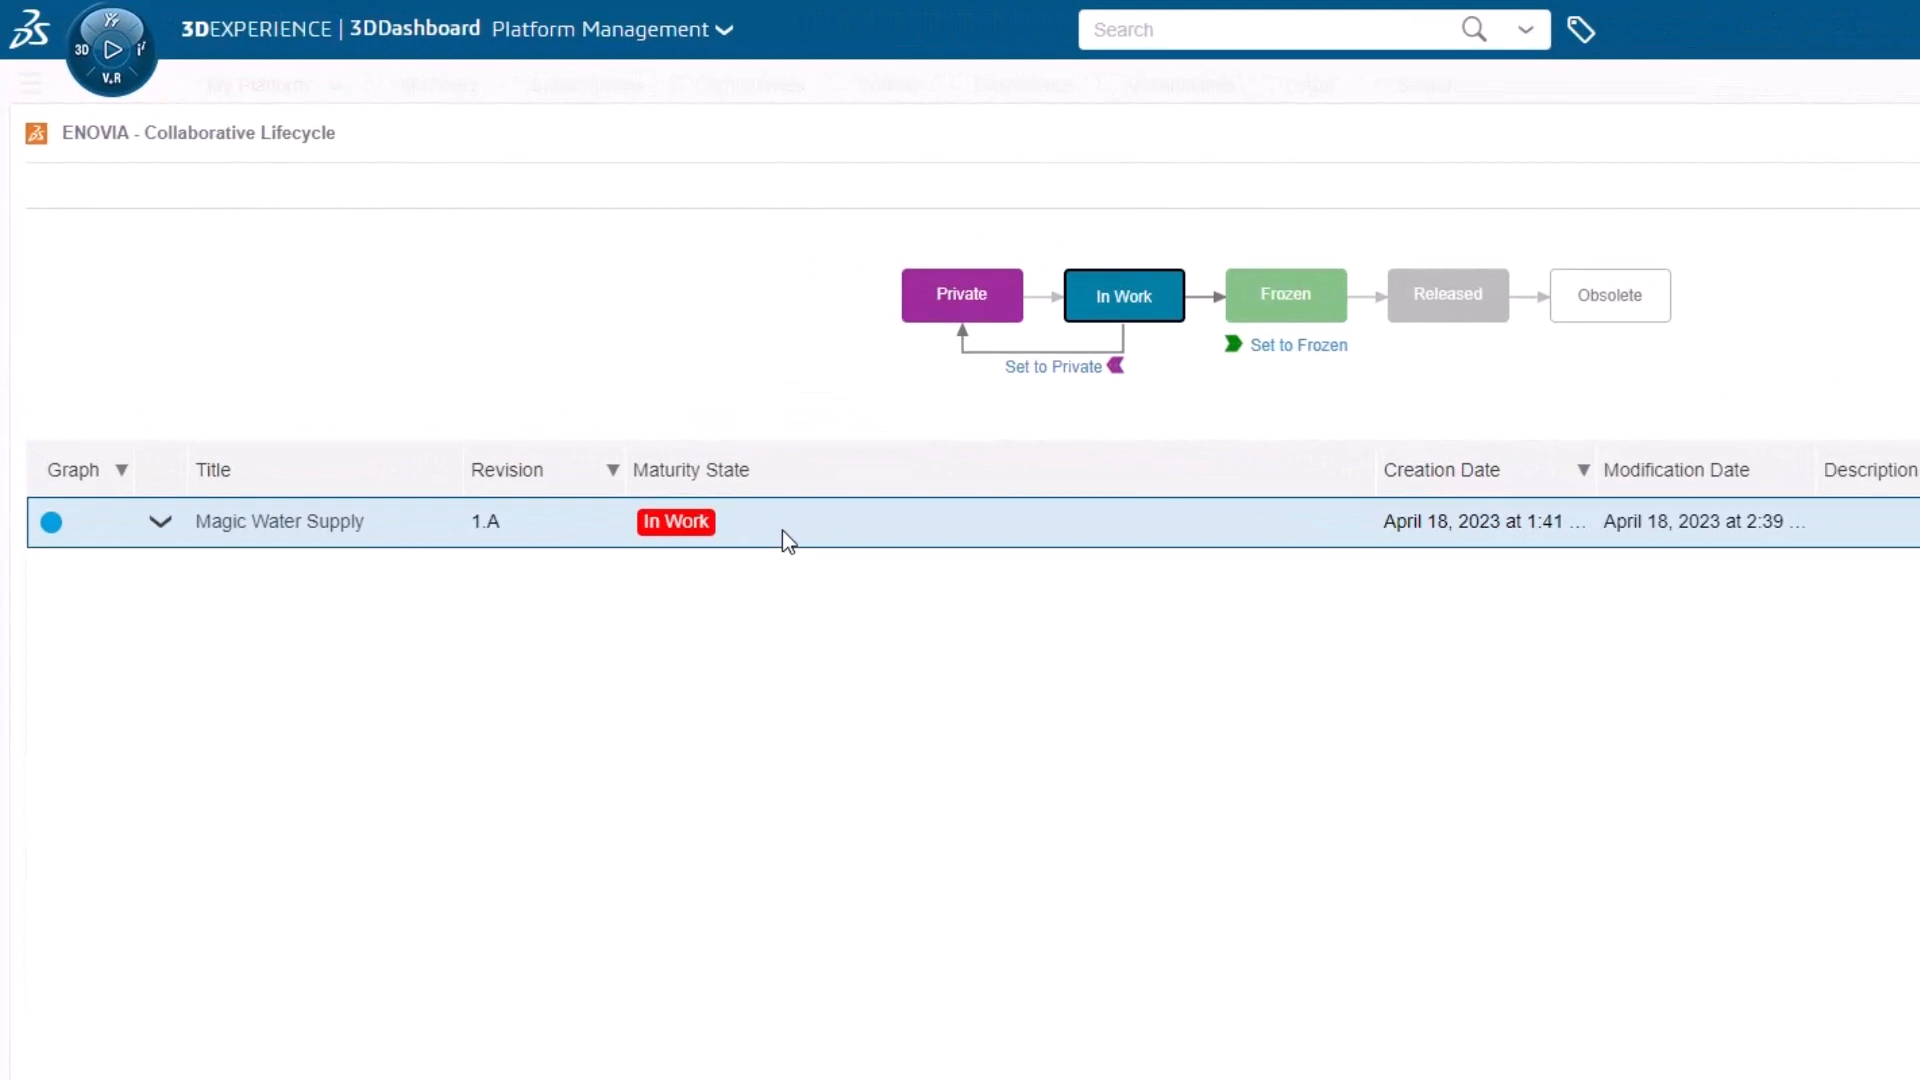 3DEXPERIENCE | 3DDashboard Platform Management
Search
3D
V.R
ENOVIA - Collaborative Lifecycle
Private
In Work
Frozen
Released
Obsolete
Set to Private
Set to Frozen
Graph Title Revision Maturity State Creation Date Modification Date Description
Magic Water Supply 1.A In Work April 18, 2023 at 1:41 ... April 18, 2023 at 2:39 ...